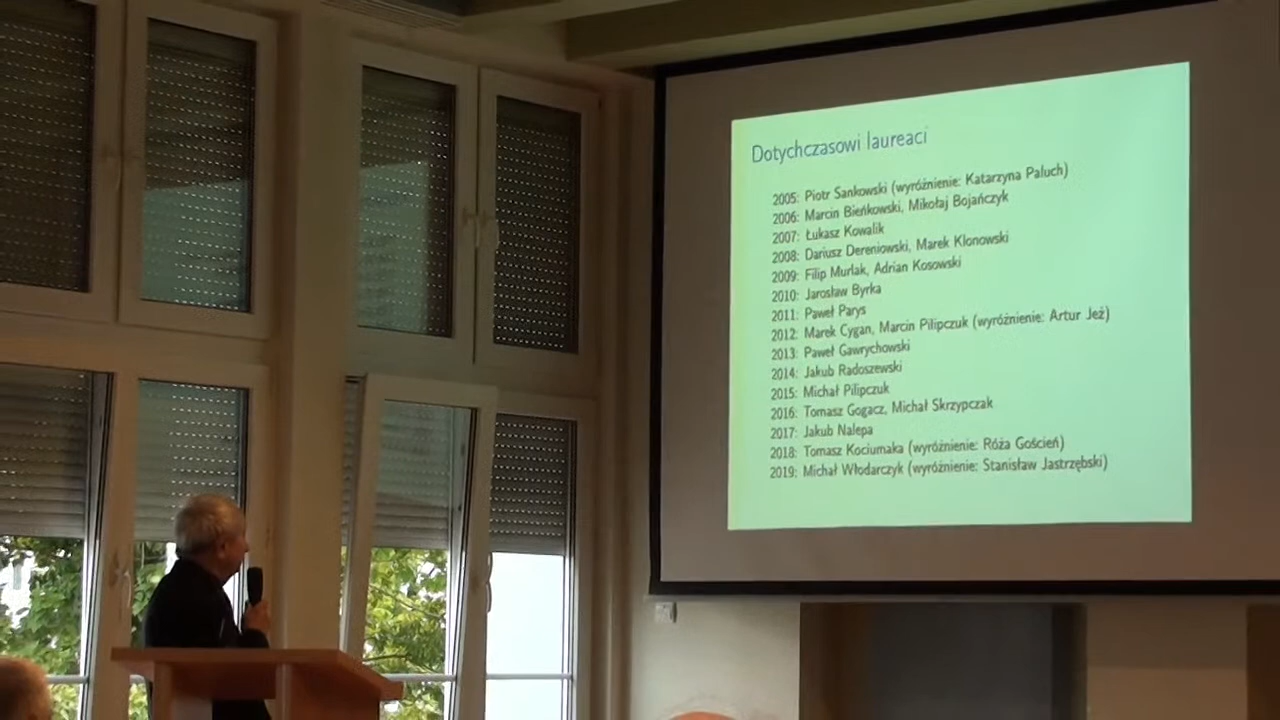 Dotychczasowi laureaci
2005: Piotr Sankowski (wyróżnienie: Katarzyna Paluch)
2006: Marcin Bieńkowski, Mikołaj Bojańczyk
2007: Łukasz Kowalik
2008: Dariusz Dereniowski, Marek Klonowski
2009: Filip Murlak, Adrian Kosowski
2010: Jarosław Byrka
2011: Paweł Parys
2012: Marek Cygan, Marcin Pilipczuk (wyróżnienie: Artur Jeż)
2013: Paweł Gawrychowski
2014: Jakub Radoszewski
2015: Michał Pilipczuk
2016: Tomasz Gogacz, Michał Skrzypczak
2017: Jakub Nalepa
2018: Tomasz Kociumaka (wyróżnienie: Róża Goścień)
2019: Michał Włodarczyk (wyróżnienie: Stanisław Jastrzębski)